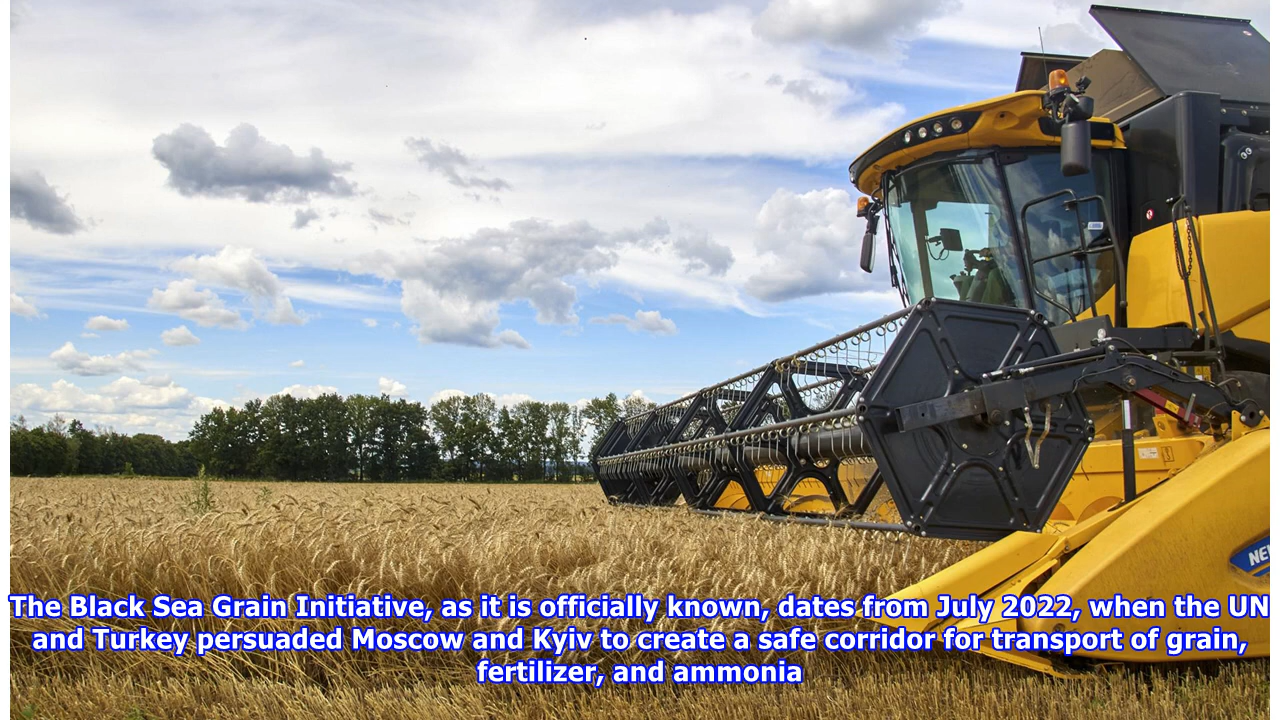 NE
The Black Sea Grain Initiative, as it is officially known, dates from July 2022, when the UN
and Turkey persuaded Moscow and Kyiv to create a safe corridor for transport of grain,
fertilizer, and ammonia